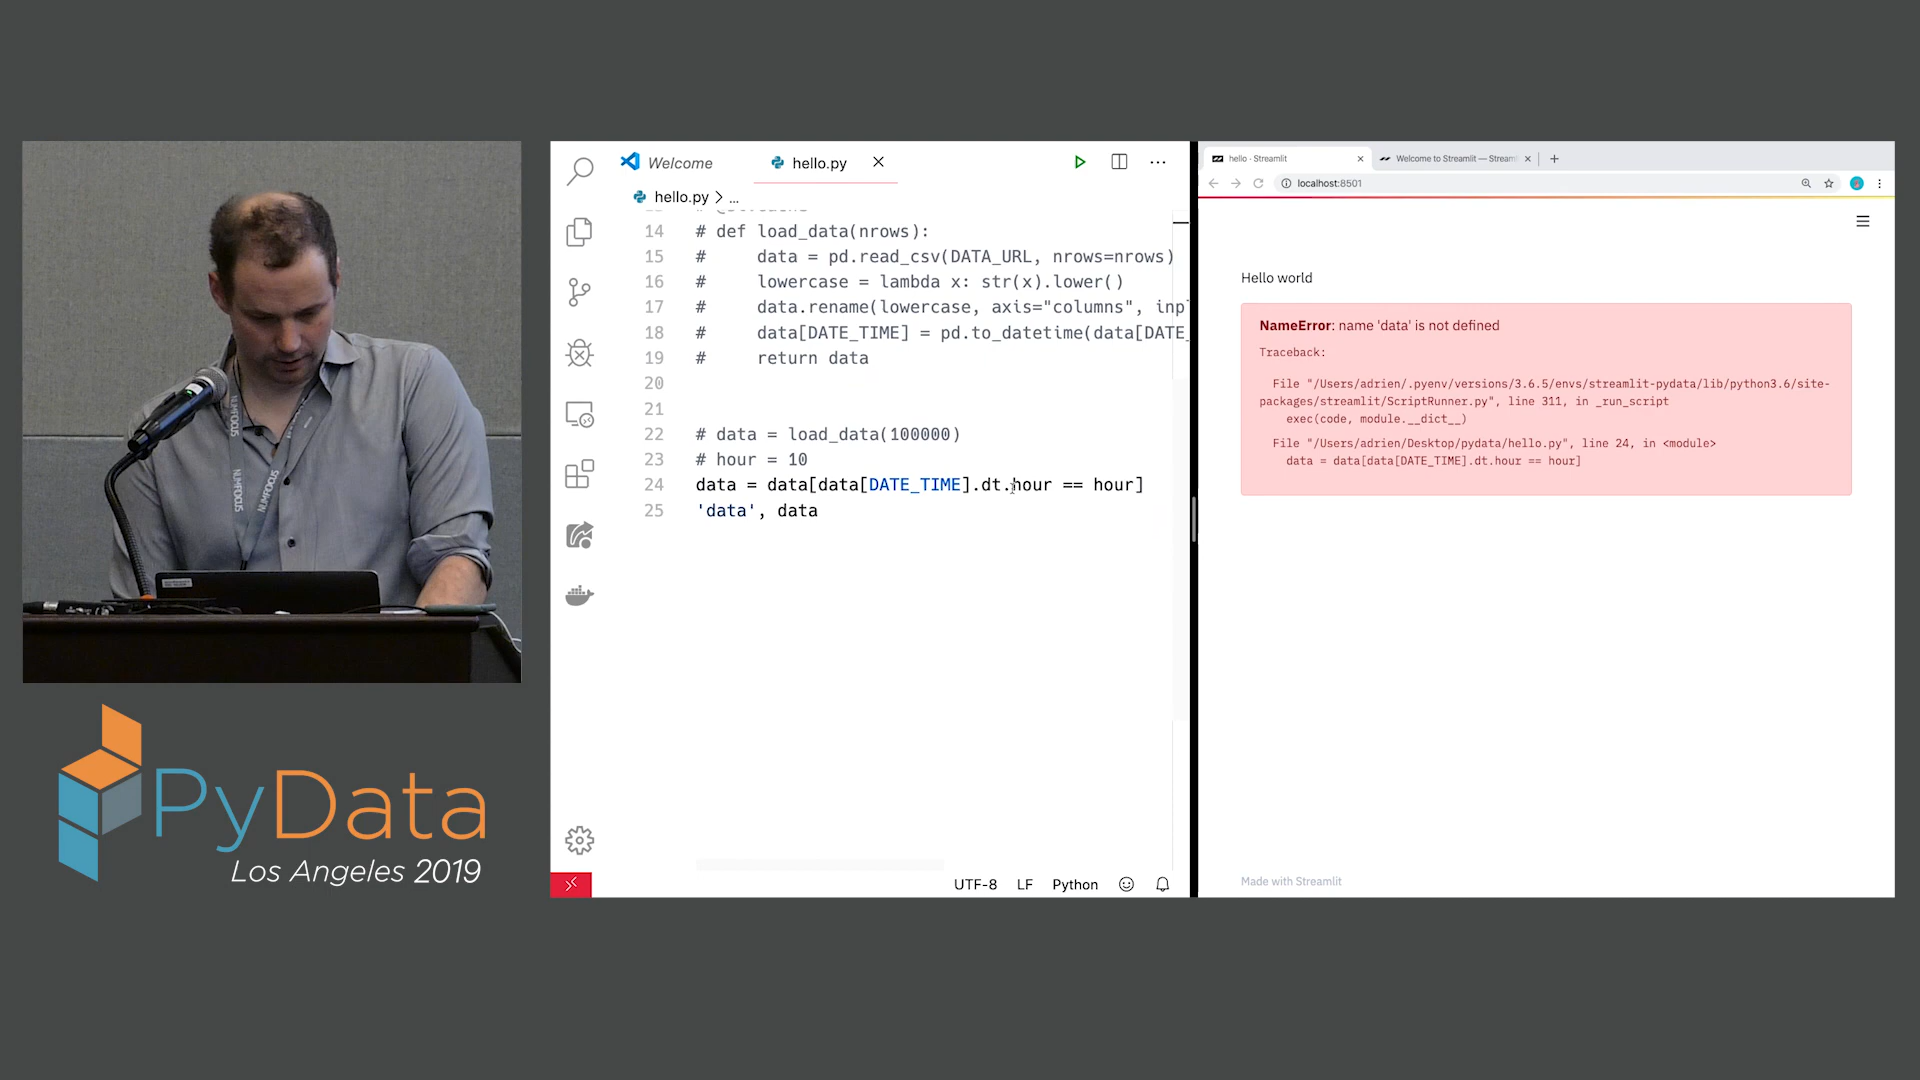 NUMFOCUS
NUMFOCUS
NUMFOCUS
PyData
Los Angeles 2019
Welcome
hello.py
hello.py > ...
14 # def load_data(nrows):
15 #     data = pd.read_csv(DATA_URL, nrows=nrows)
16 #     lowercase = lambda x: str(x).lower()
17 #     data.rename(lowercase, axis="columns", inpl
18 #     data[DATE_TIME] = pd.to_datetime(data[DATE_
19 #     return data
20
21
22 # data = load_data(100000)
23 # hour = 10
24 data = data[data[DATE_TIME].dt.hour == hour]
25 'data', data
UTF-8 LF Python
hello · Streamlit
Welcome to Streamlit — Stream
localhost:8501
Hello world
NameError: name 'data' is not defined
Traceback:
File "/Users/adrien/.pyenv/versions/3.6.5/envs/streamlit-pydata/lib/python3.6/site-
packages/streamlit/ScriptRunner.py", line 311, in _run_script
exec(code, module.__dict__)
File "/Users/adrien/Desktop/pydata/hello.py", line 24, in <module>
data = data[data[DATE_TIME].dt.hour == hour]
Made with Streamlit